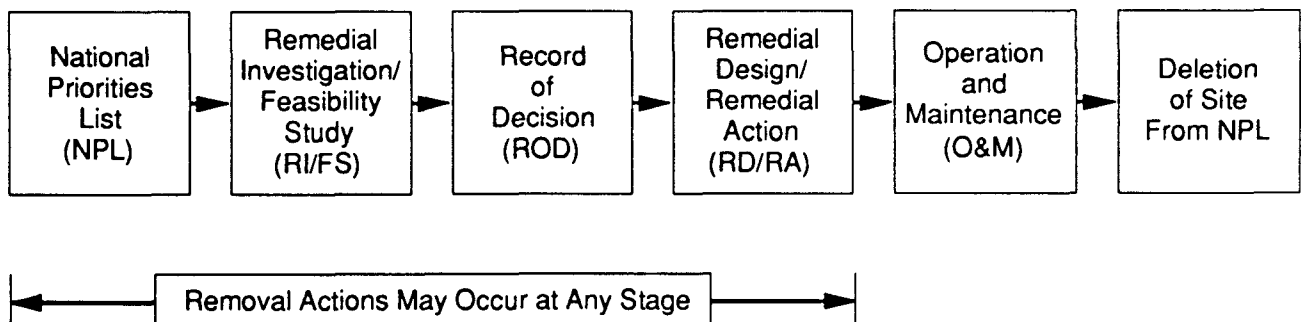 National
Priorities
List
(NPL)
Remedial
Investigation/
Feasibility
Study
(RI/FS)
Record
of
Decision
(ROD)
Remedial
Design/
Remedial
Action
(RD/RA)
Operation
and
Maintenance
(O&M)
Deletion
of Site
From NPL
Removal Actions May Occur at Any Stage